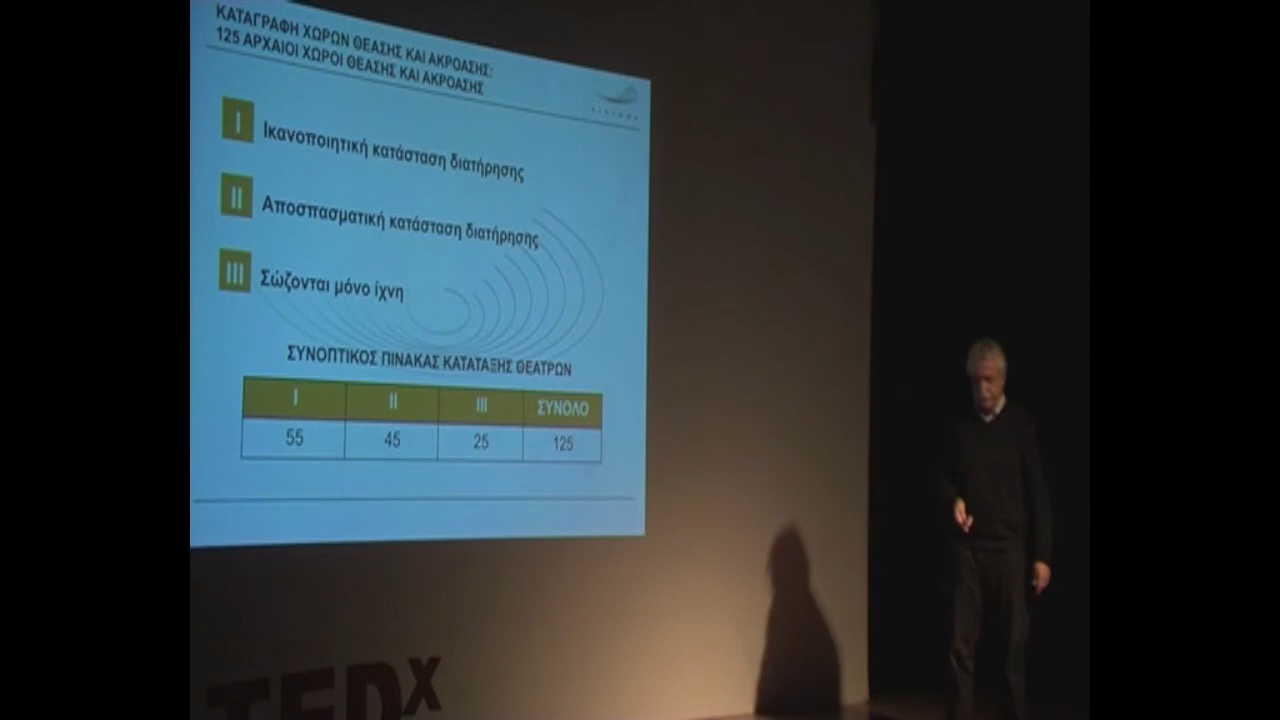 ΚΑΤΑΓΡΑΦΗ ΧΩΡΩΝ ΘΕΑΣΗΣ ΚΑΙ ΑΚΡΟΑΣΗΣ:
125 ΑΡΧΑΙΟΙ ΧΩΡΟΙ ΘΕΑΣΗΣ ΚΑΙ ΑΚΡΟΑΣΗΣ
I Ικανοποιητική κατάσταση διατήρησης
II Αποσπασματική κατάσταση διατήρησης
III Σώζονται μόνο ίχνη
ΣΥΝΟΠΤΙΚΟΣ ΠΙΝΑΚΑΣ ΚΑΤΑΤΑΞΗΣ ΘΕΑΤΡΩΝ
I II III ΣΥΝΟΛΟ
55 45 25 125
TEDx